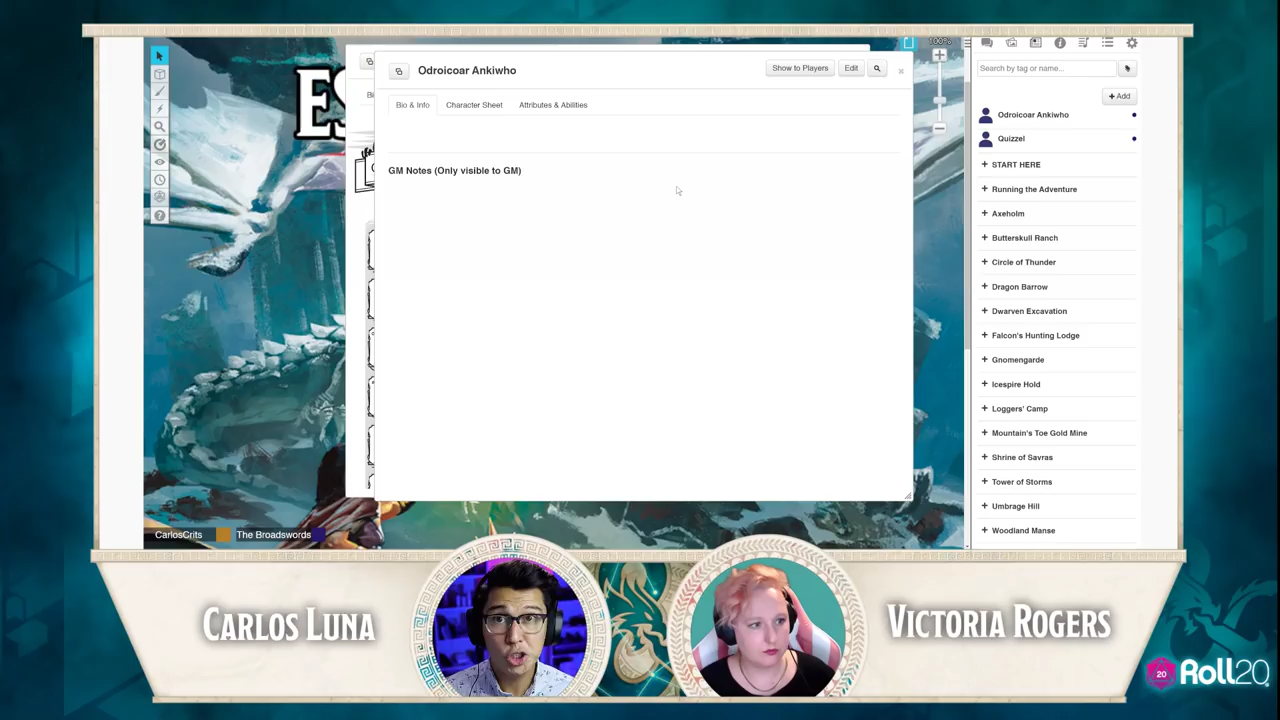 100%
ES
Odroicoar Ankiwho
Show to Players
Edit
Bi
Bio & Info
Character Sheet
Attributes & Abilities
GM Notes (Only visible to GM)
Search by tag or name...
+ Add
Odroicoar Ankiwho
Quizzel
+ START HERE
+ Running the Adventure
+ Axeholm
+ Butterskull Ranch
+ Circle of Thunder
+ Dragon Barrow
+ Dwarven Excavation
+ Falcon's Hunting Lodge
+ Gnomengarde
+ Icespire Hold
+ Loggers' Camp
+ Mountain's Toe Gold Mine
+ Shrine of Savras
+ Tower of Storms
+ Umbrage Hill
+ Woodland Manse
CarlosCrits
The Broadswords
CARLOS LUNA
VICTORIA ROGERS
20
Roll20